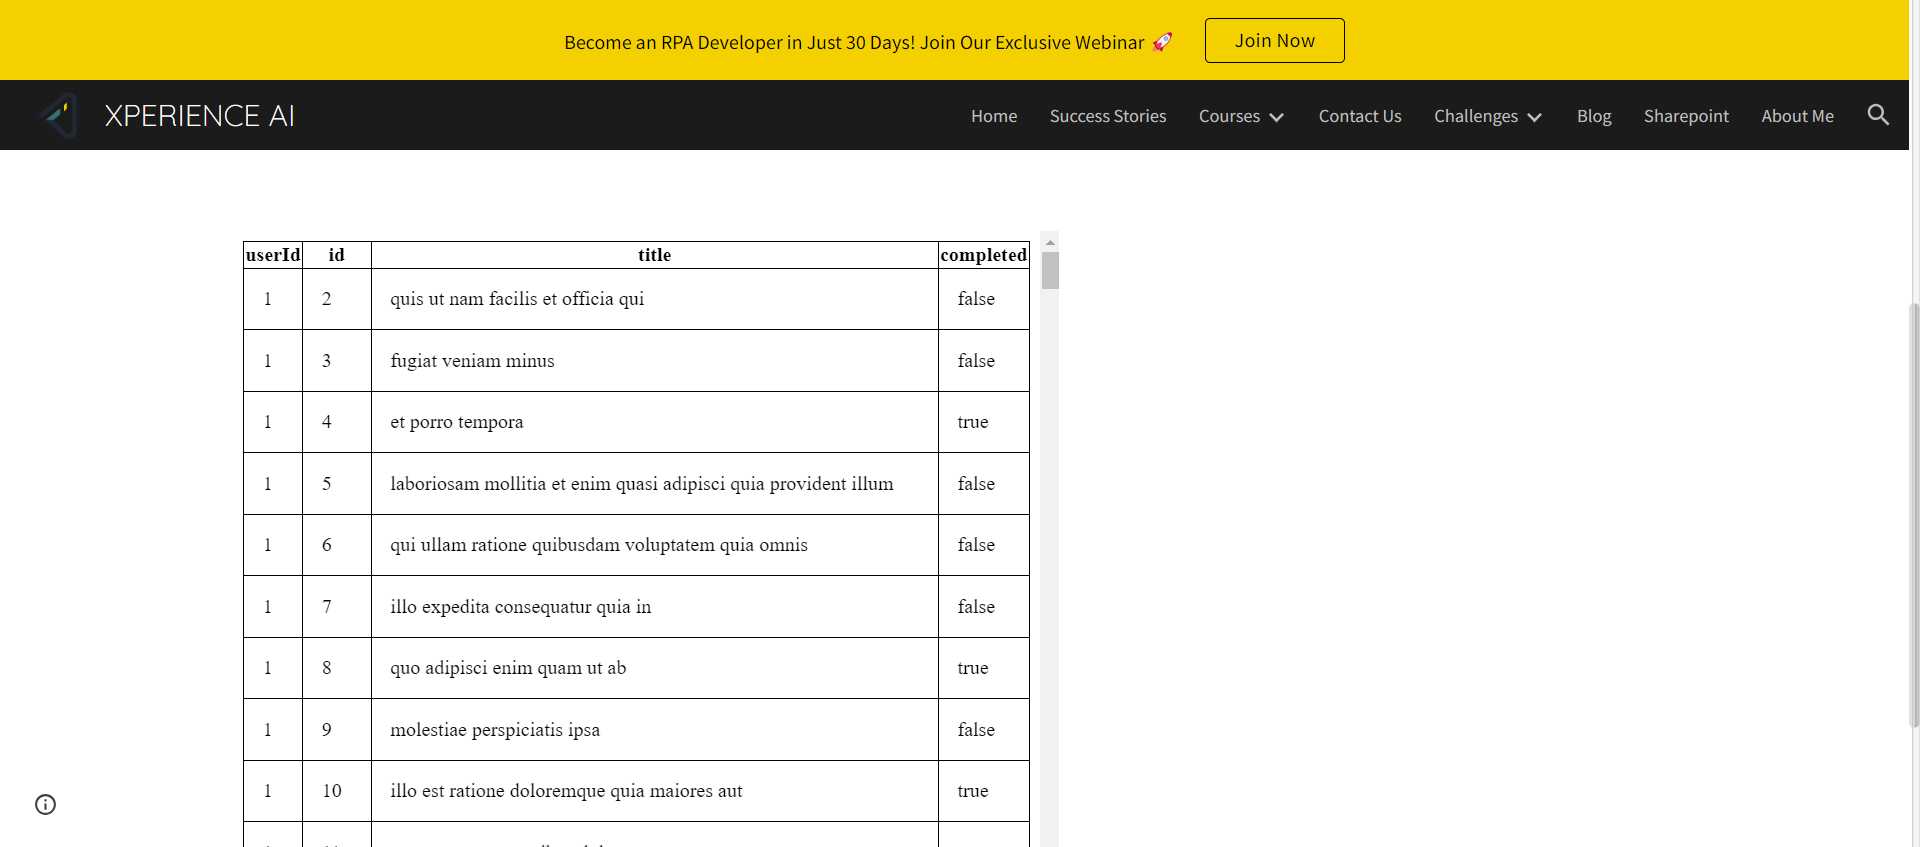 Become an RPA Developer in Just 30 Days! Join Our Exclusive Webinar 🚀 Join Now
XPERIENCE AI Home Success Stories Courses Contact Us Challenges Blog Sharepoint About Me
userId id title completed
1 2 quis ut nam facilis et officia qui false
1 3 fugiat veniam minus false
1 4 et porro tempora true
1 5 laboriosam mollitia et enim quasi adipisci quia provident illum false
1 6 qui ullam ratione quibusdam voluptatem quia omnis false
1 7 illo expedita consequatur quia in false
1 8 quo adipisci enim quam ut ab true
1 9 molestiae perspiciatis ipsa false
1 10 illo est ratione doloremque quia maiores aut true